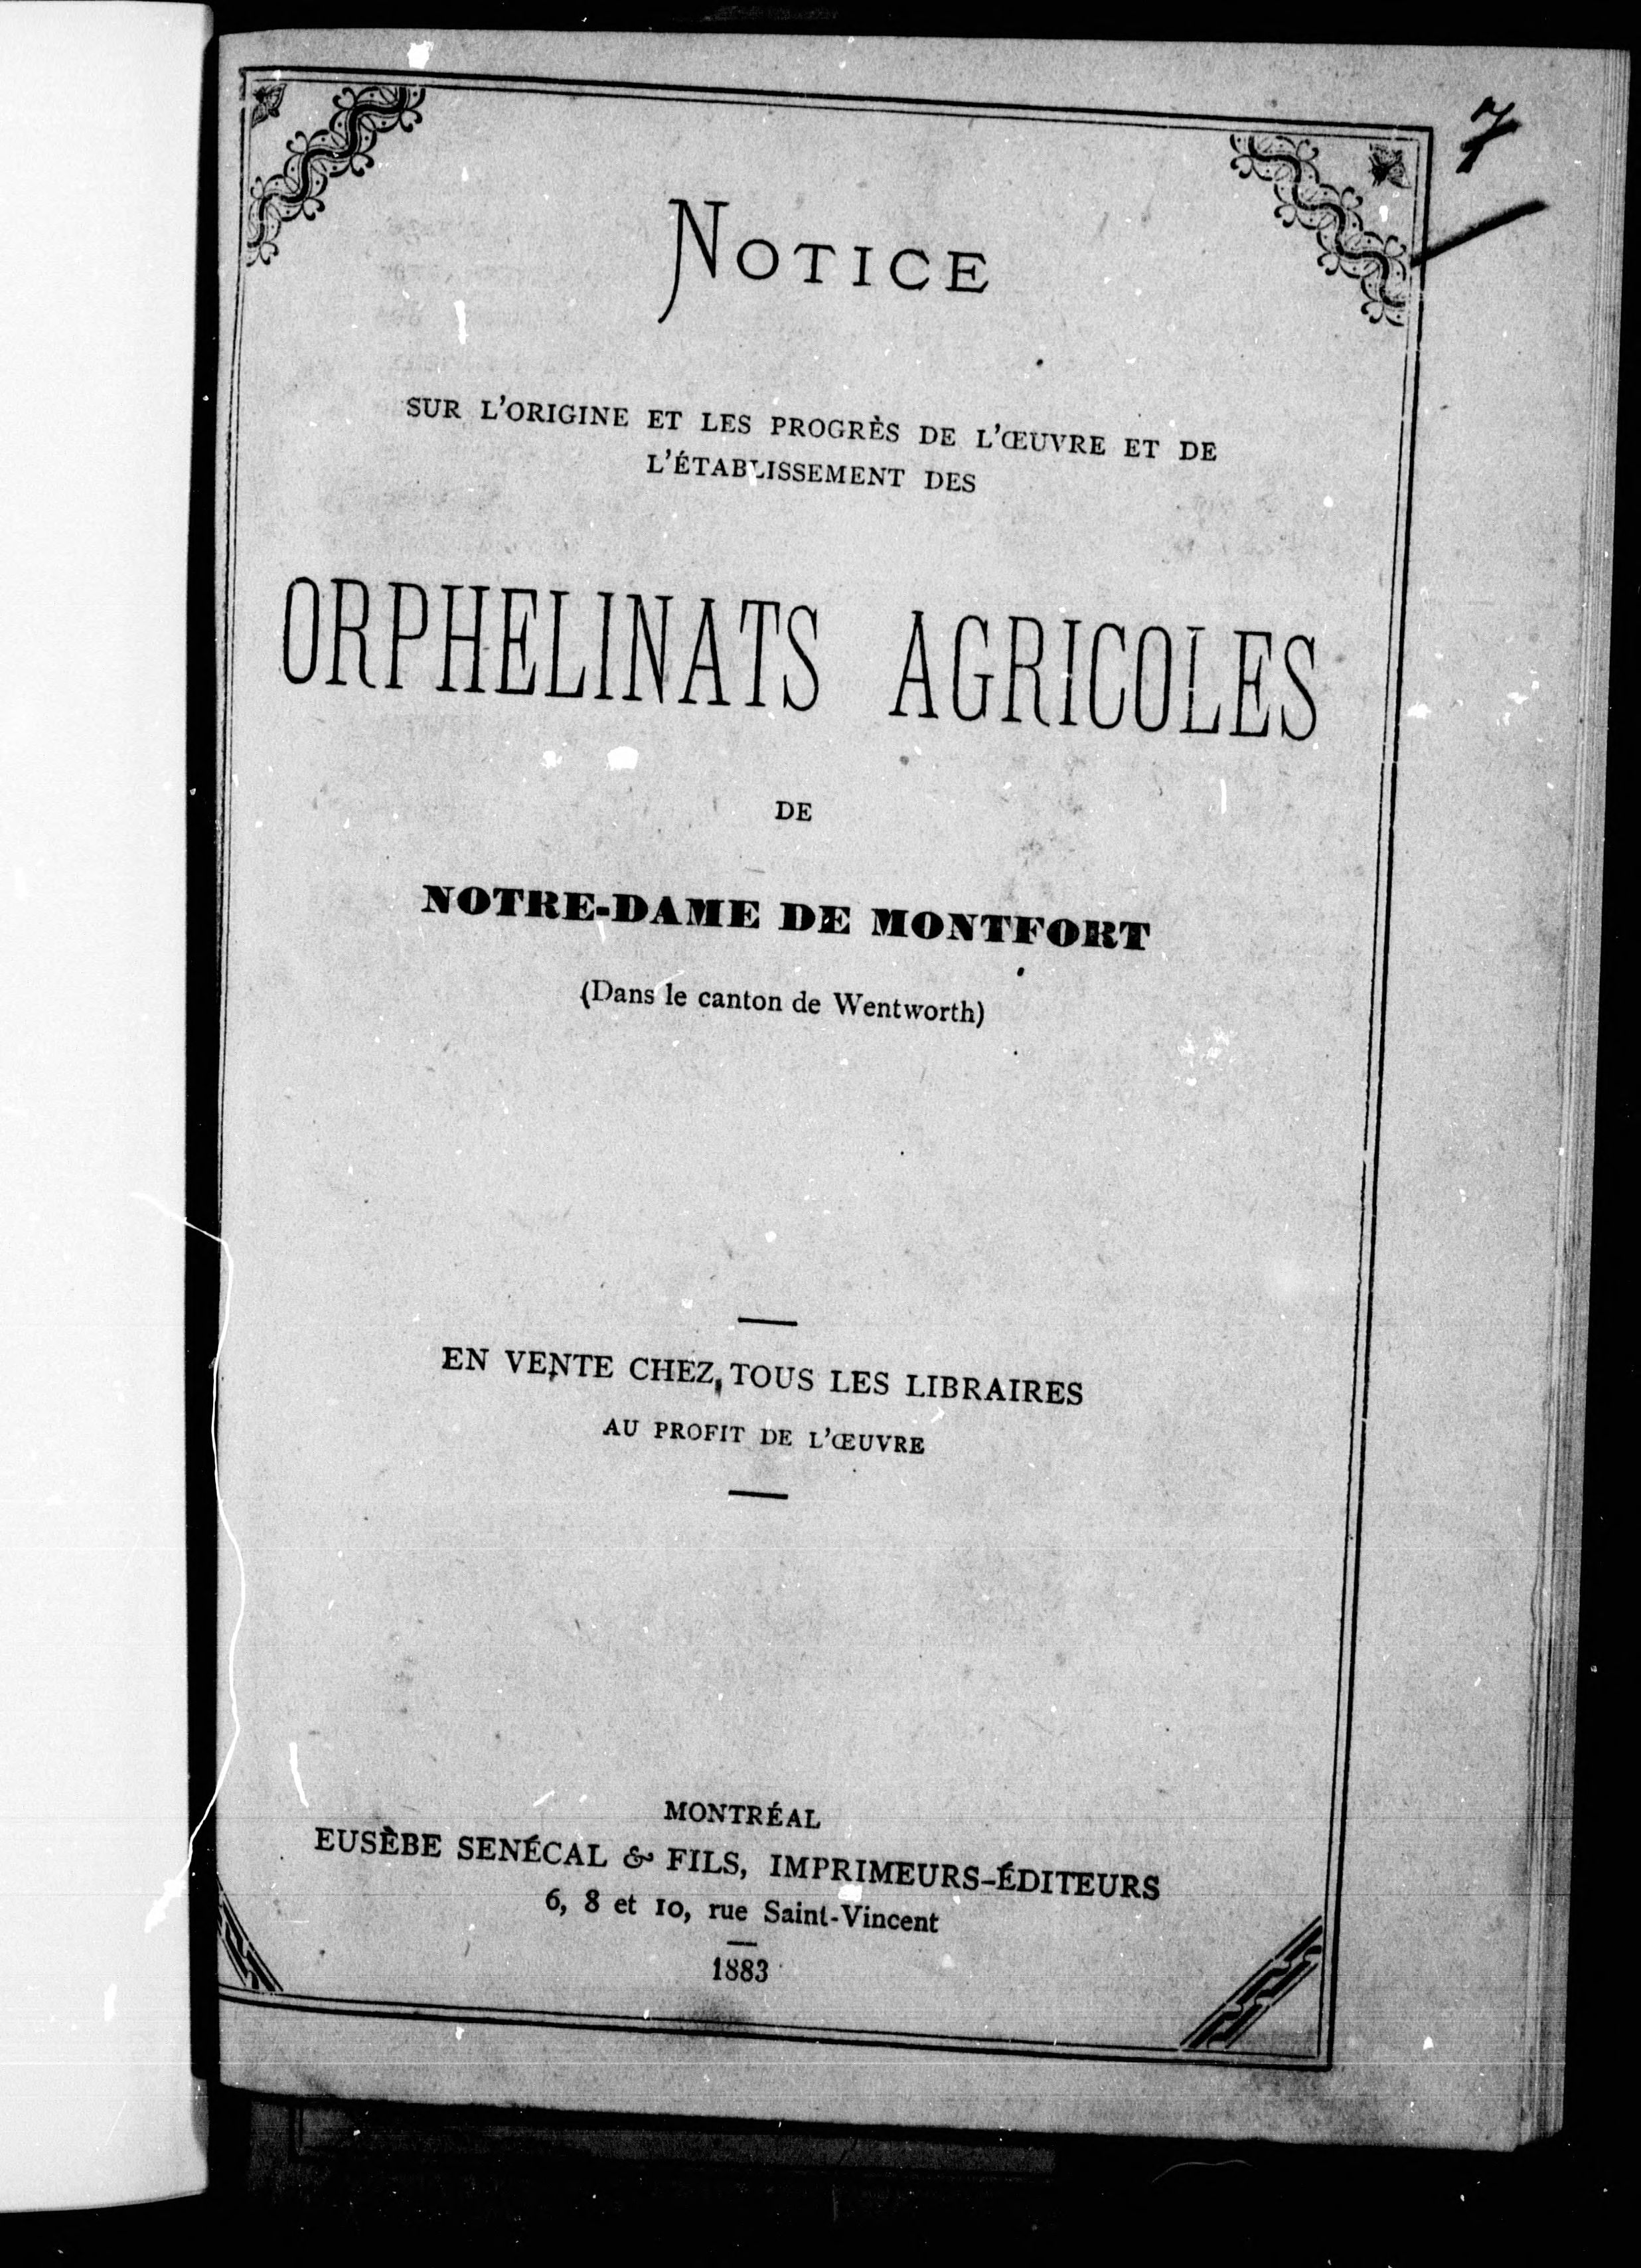 7
NOTICE
SUR L'ORIGINE ET LES PROGRÈS DE L'ŒUVRE ET DE
L'ÉTABLISSEMENT DES
ORPHELINATS AGRICOLES
DE
NOTRE-DAME DE MONTFORT
(Dans le canton de Wentworth)
EN VENTE CHEZ TOUS LES LIBRAIRES
AU PROFIT DE L'ŒUVRE
MONTRÉAL
EUSÈBE SENÉCAL & FILS, IMPRIMEURS-ÉDITEURS
6, 8 et 10, rue Saint-Vincent
1883